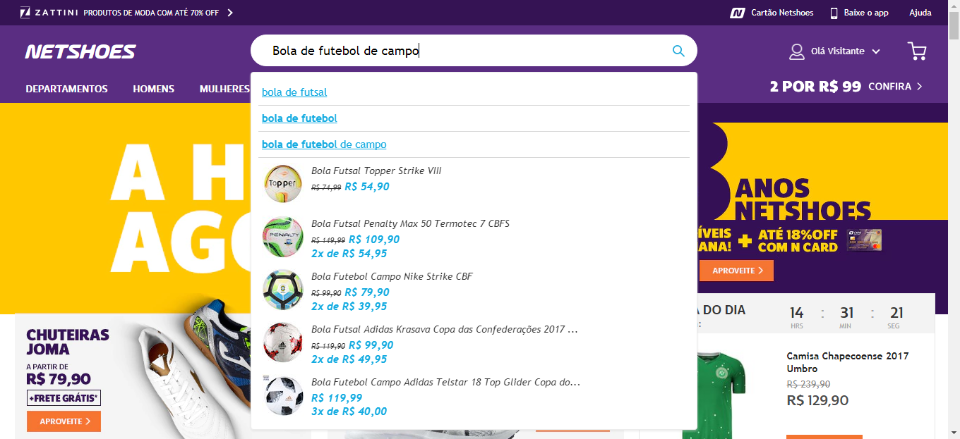 ZATTINI PRODUTOS DE MODA COM ATÉ 70% OFF
Cartão Netshoes
Baixe o app
Ajuda
NETSHOES
Bola de futebol de campo
Olá Visitante
DEPARTAMENTOS HOMENS MULHERES
2 POR R$ 99 CONFIRA
bola de futsal
bola de futebol
bola de futebol de campo
Bola Futsal Topper Strike VIII
R$ 74,99 R$ 54,90
Bola Futsal Penalty Max 50 Termotec 7 CBFS
R$ 149,99 R$ 109,90
2x de R$ 54,95
Bola Futebol Campo Nike Strike CBF
R$ 99,90 R$ 79,90
2x de R$ 39,95
Bola Futsal Adidas Krasava Copa das Confederações 2017 ...
R$ 119,90 R$ 99,90
2x de R$ 49,95
Bola Futebol Campo Adidas Telstar 18 Top Glider Copa do...
R$ 119,99
3x de R$ 40,00
Topper
PENALTY
A H
AGO
ANOS
NETSHOES
ATÉ 18%OFF
COM N CARD
APROVEITE
CHUTEIRAS
JOMA
A PARTIR DE
R$ 79,90
+FRETE GRÁTIS*
APROVEITE
DO DIA
14 : 31 : 21
HRS MIN SEG
Camisa Chapecoense 2017
Umbro
R$ 239,90
R$ 129,90